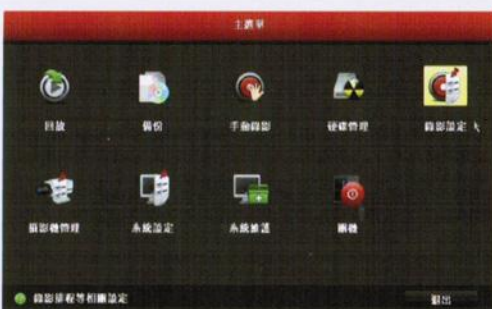 主選單
回放 備份 手動錄影 硬碟管理 錄影設定
攝影機管理 系統設定 系統維護 關機
錄影排程等相關設定 退出